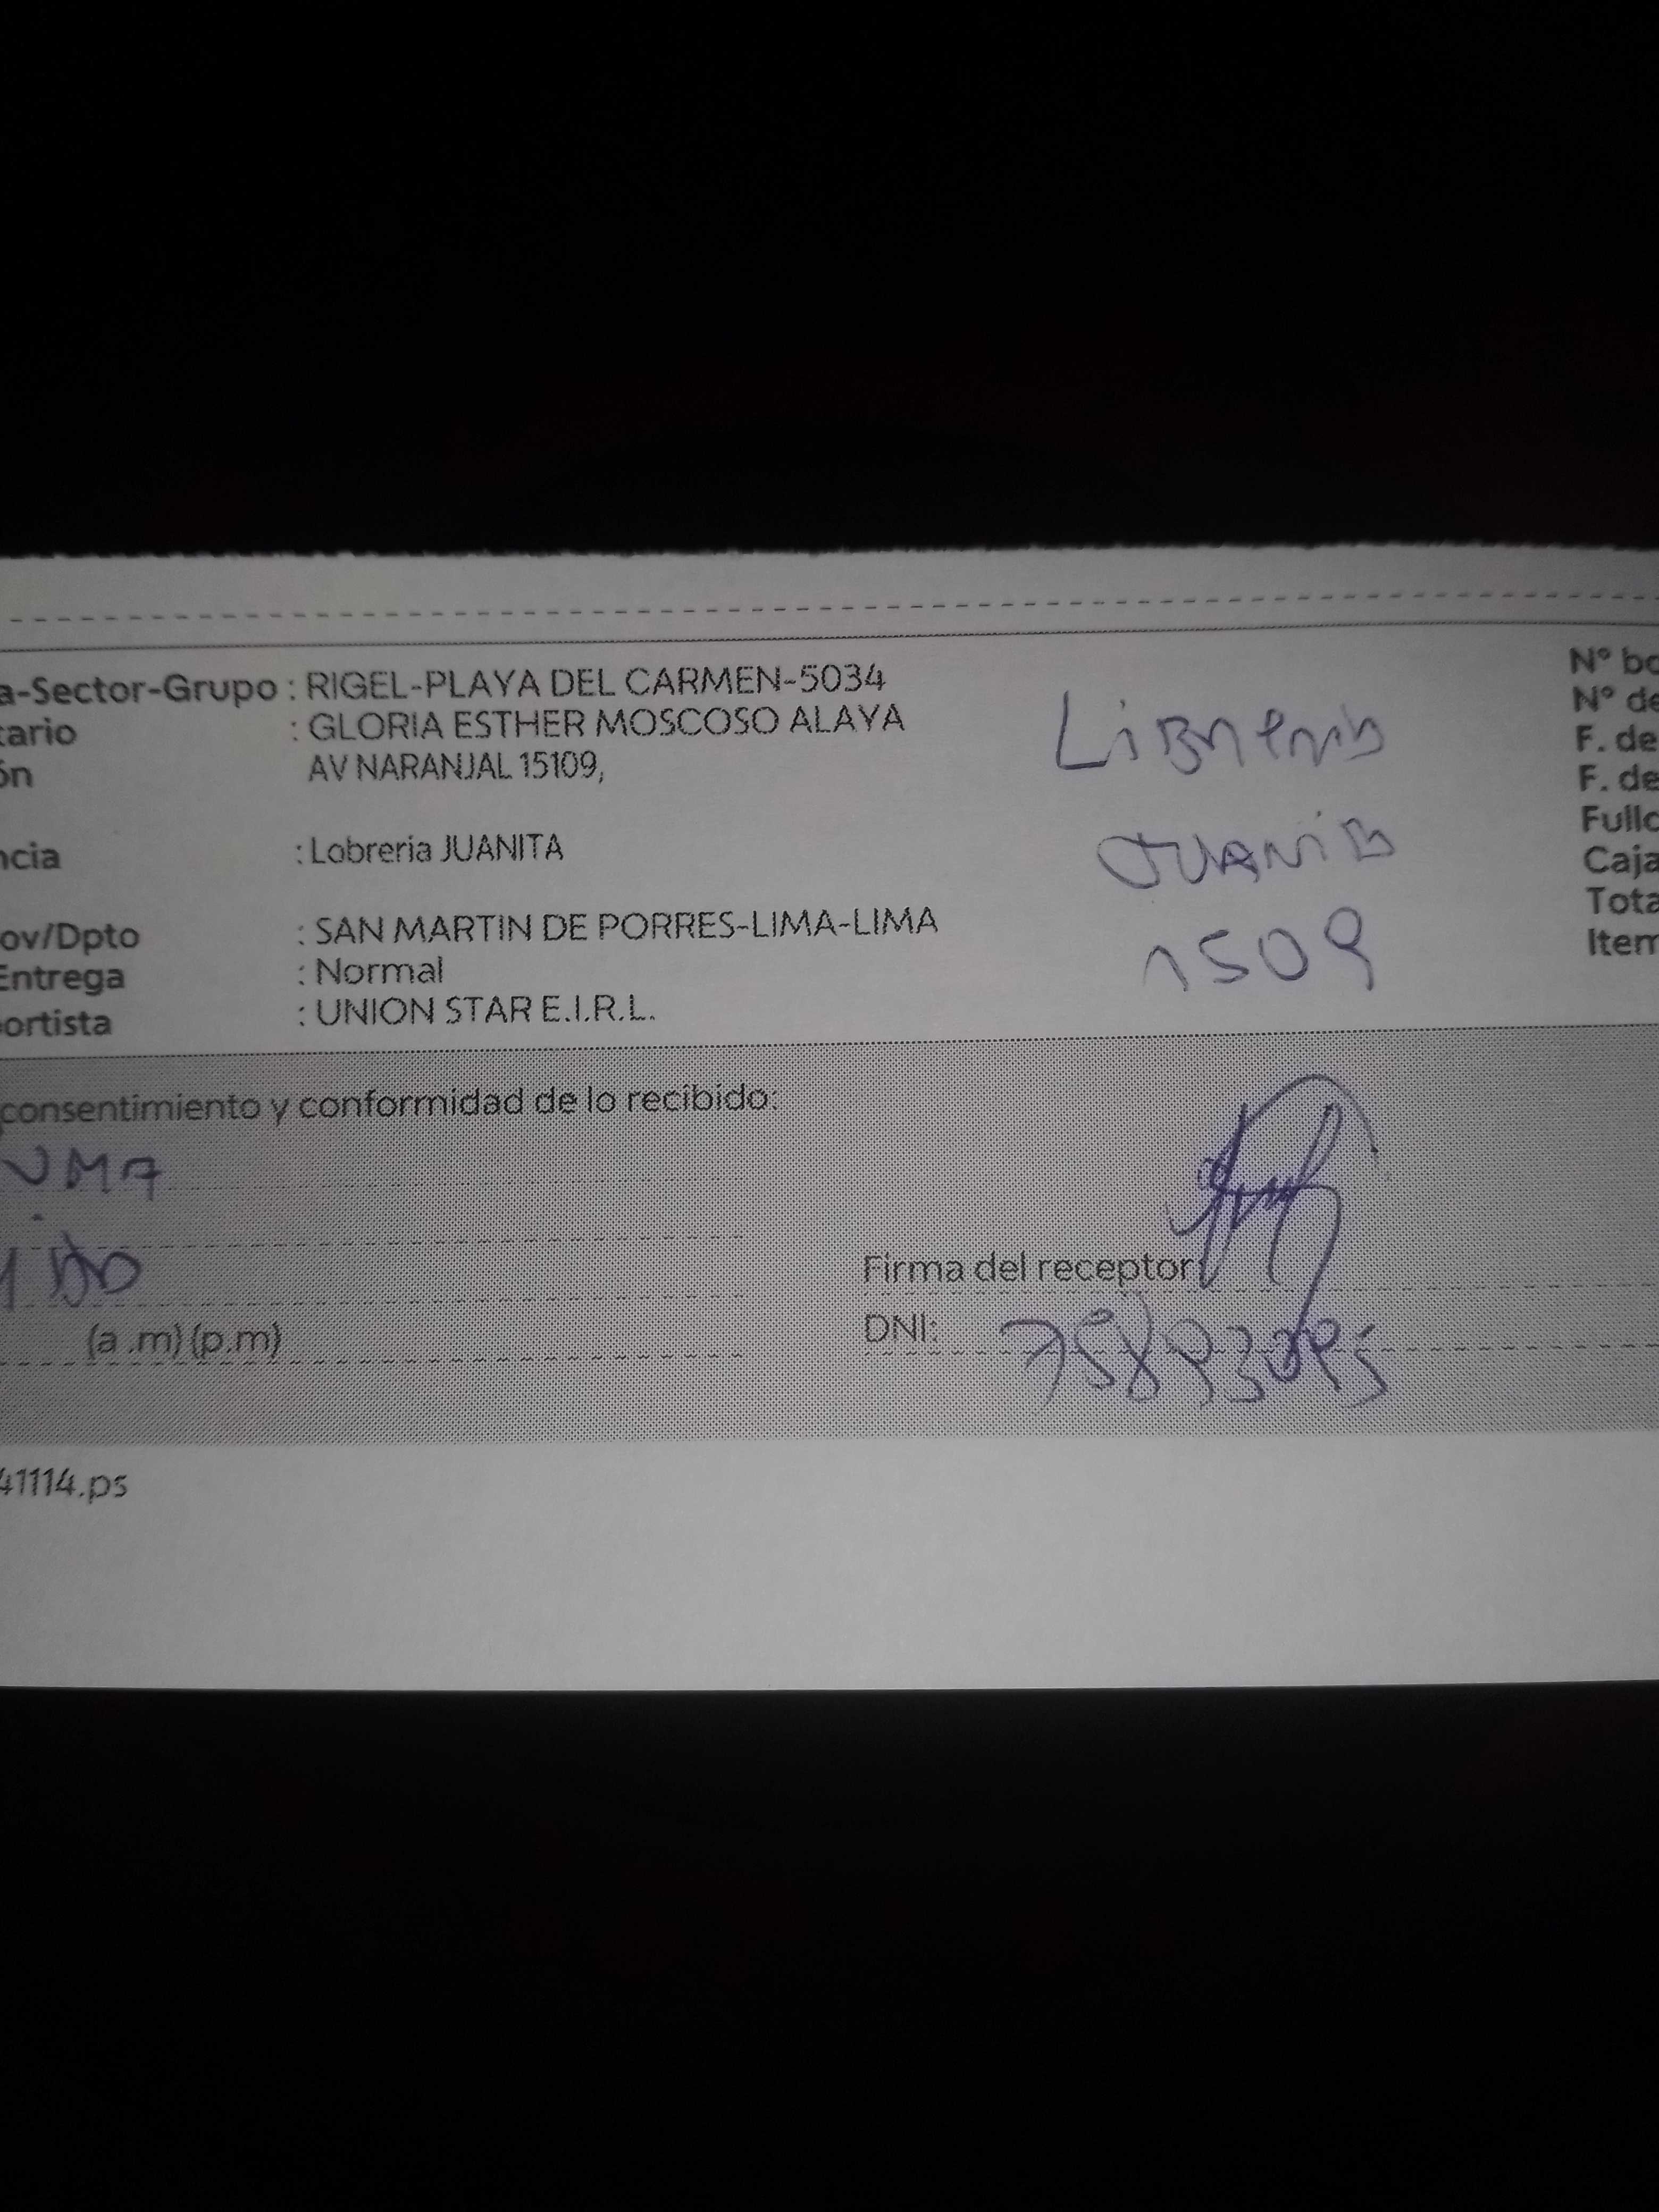 a-Sector-Grupo : RIGEL-PLAYA DEL CARMEN-5034
tario : GLORIA ESTHER MOSCOSO ALAYA
ón AV NARANJAL 15109,
ncia : Lobreria JUANITA
ov/Dpto : SAN MARTIN DE PORRES-LIMA-LIMA
Entrega : Normal
ortista : UNION STAR E.I.R.L.
Libreria
JUANita
1509
N° bo
N° de
F. de
F. de
Fullc
Caja
Tota
Item
consentimiento y conformidad de lo recibido:
(a .m) (p.m)
Firma del receptor
DNI:
41114.ps